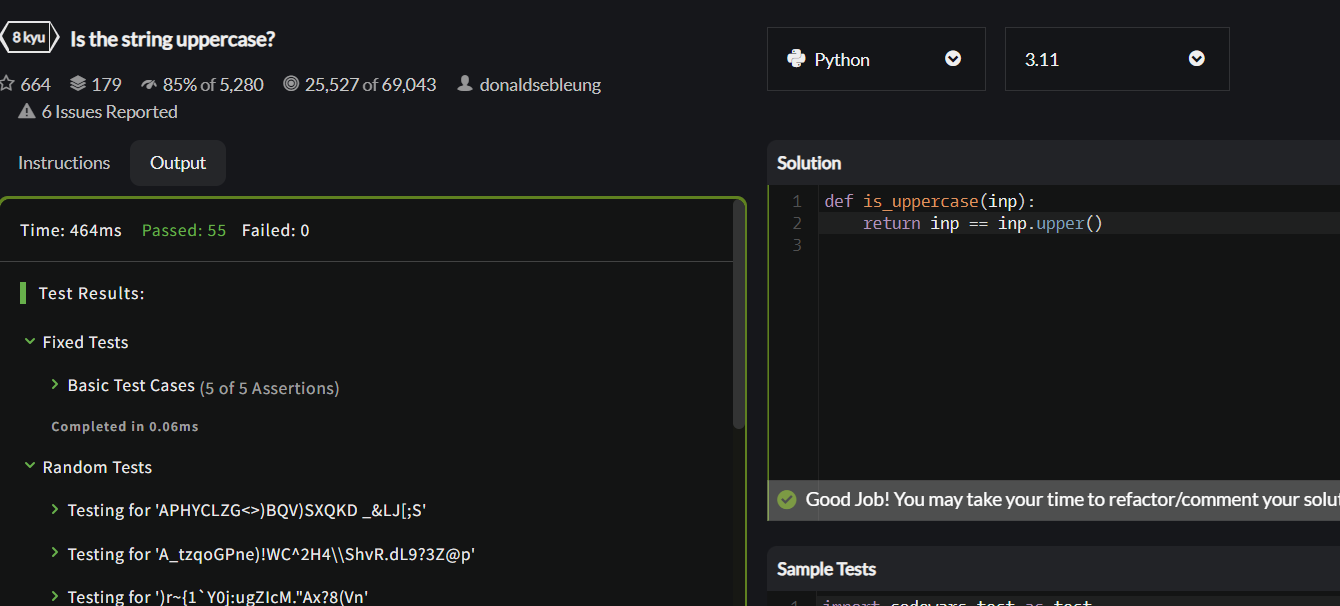 8 kyu Is the string uppercase?
664 179 85% of 5,280 25,527 of 69,043 donaldsebleung
6 Issues Reported
Instructions Output
Time: 464ms Passed: 55 Failed: 0
Test Results:
Fixed Tests
Basic Test Cases (5 of 5 Assertions)
Completed in 0.06ms
Random Tests
Testing for 'APHYCLZG<>)BQV)SXQKD _&LJ[;S'
Testing for 'A_tzqoGPne)!WC^2H4\\ShvR.dL9?3Z@p'
Testing for ')r~{1`Y0j:ugZIcM."Ax?8(Vn'
Python 3.11
Solution
1 def is_uppercase(inp):
2 return inp == inp.upper()
3
Good Job! You may take your time to refactor/comment your solut
Sample Tests
1 import codewars_test as test